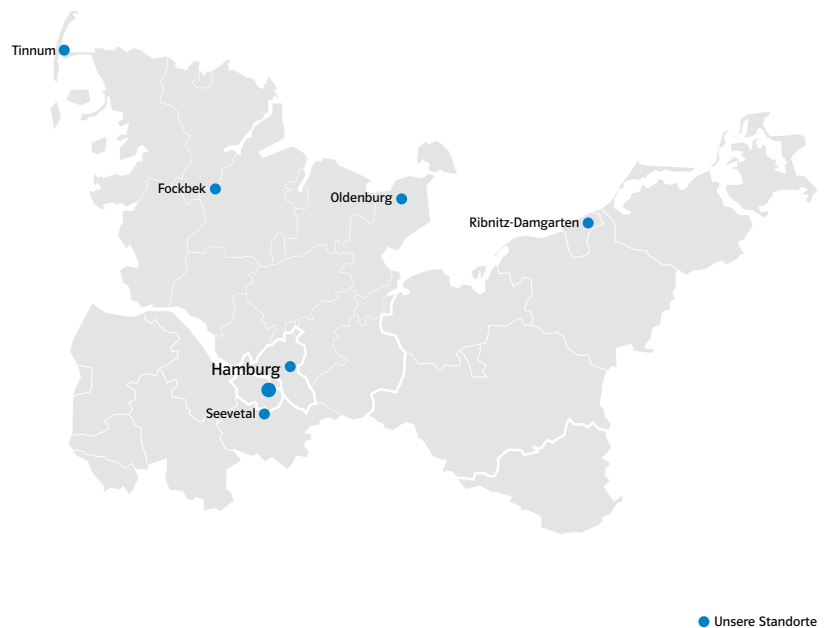 Tinnum
Fockbek
Oldenburg
Ribnitz-Damgarten
Hamburg
Seevetal
Unsere Standorte